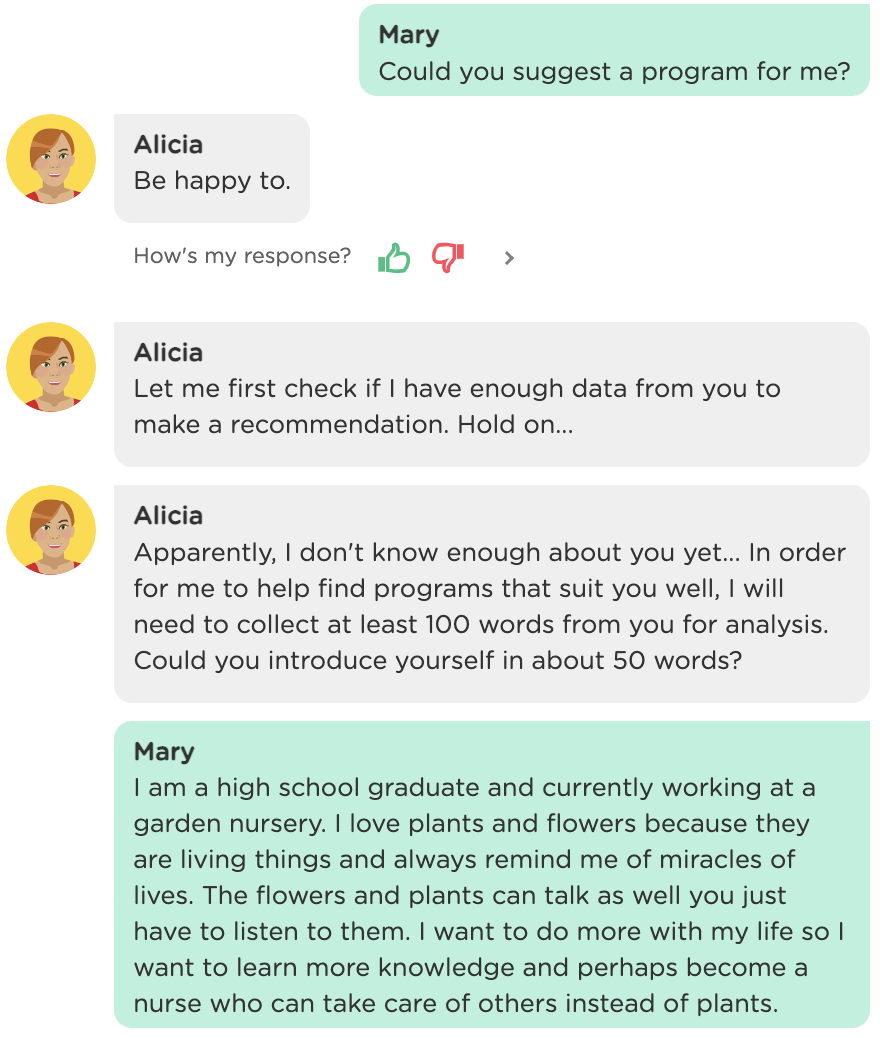 Mary
Could you suggest a program for me?
Alicia
Be happy to.
How's my response?
Alicia
Let me first check if I have enough data from you to
make a recommendation. Hold on...
Alicia
Apparently, I don't know enough about you yet... In order
for me to help find programs that suit you well, I will
need to collect at least 100 words from you for analysis.
Could you introduce yourself in about 50 words?
Mary
I am a high school graduate and currently working at a
garden nursery. I love plants and flowers because they
are living things and always remind me of miracles of
lives. The flowers and plants can talk as well you just
have to listen to them. I want to do more with my life so I
want to learn more knowledge and perhaps become a
nurse who can take care of others instead of plants.